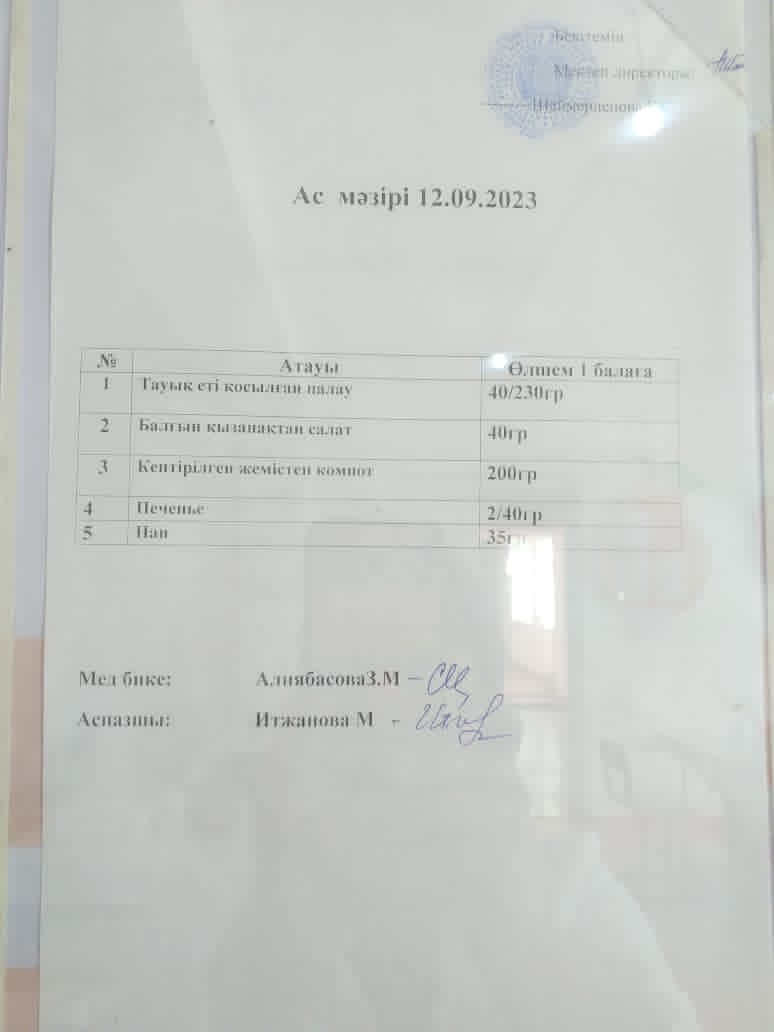 Бекітемін
Мектеп директоры:
Шайморденова
Ас мәзірі 12.09.2023
№ Атауы Өлшем 1 балаға
1 Тауық еті қосылған палау 40/230гр
2 Балғын қызанақтан салат 40гр
3 Кептірілген жемістен компот 200гр
4 Печенье 2/40гр
5 Нан 35гр
Мед бике: АлиябасоваЗ.М –
Аспазшы: Итжанова М -